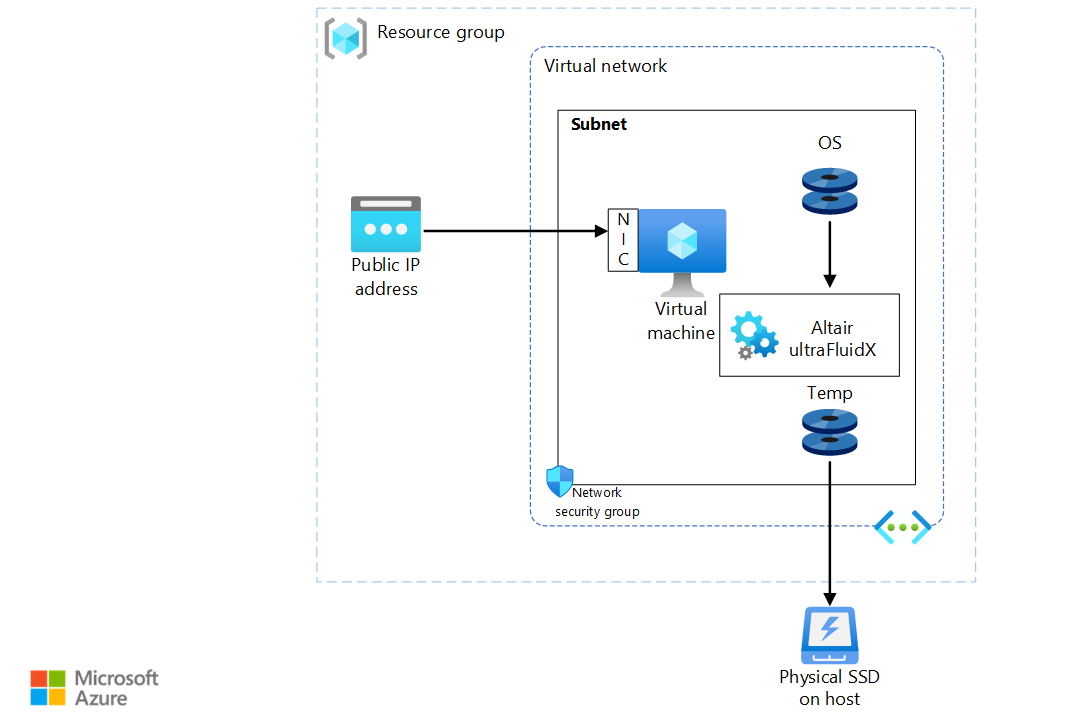 Resource group
Virtual network
Subnet
OS
N
I
C
Public IP
address
Virtual
machine
Altair
ultraFluidX
Temp
Network
security group
Physical SSD
on host
Microsoft
Azure